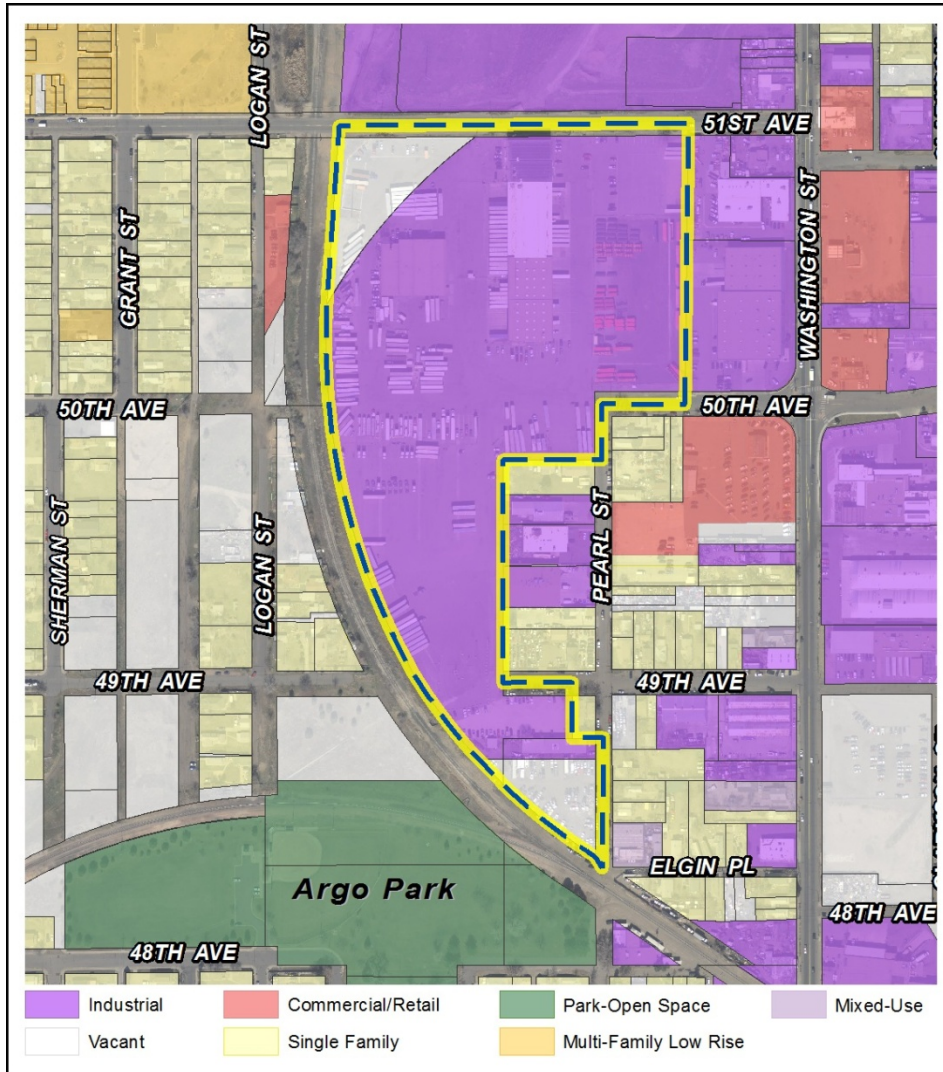 LOGAN ST
51ST AVE
GRANT ST
WASHINGTON ST
50TH AVE
50TH AVE
SHERMAN ST
LOGAN ST
PEARL ST
49TH AVE
49TH AVE
ELGIN PL
Argo Park
48TH AVE
48TH AVE
Industrial
Commercial/Retail
Park-Open Space
Mixed-Use
Vacant
Single Family
Multi-Family Low Rise